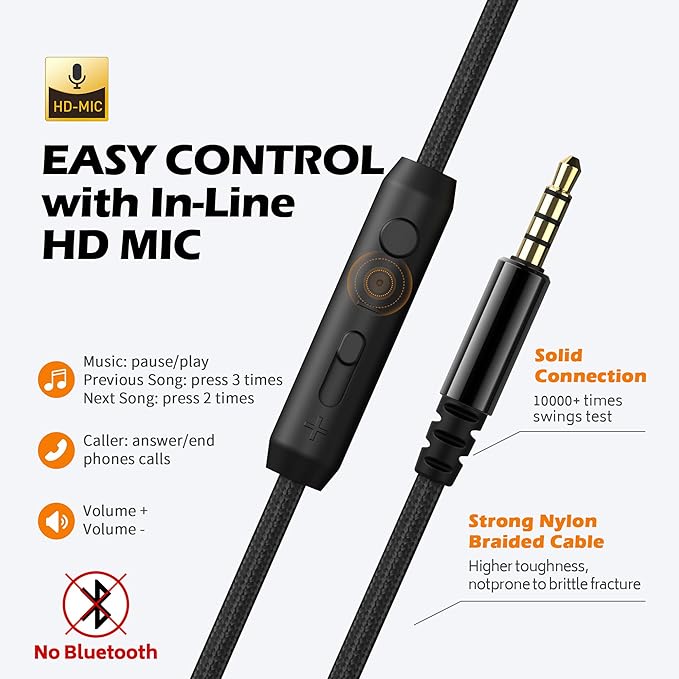 HD-MIC
EASY CONTROL
with In-Line
HD MIC
Music: pause/play
Previous Song: press 3 times
Next Song: press 2 times
Caller: answer/end
phones calls
Volume +
Volume -
No Bluetooth
+
Solid
Connection
10000+ times
swings test
Strong Nylon
Braided Cable
Higher toughness,
notprone to brittle fracture